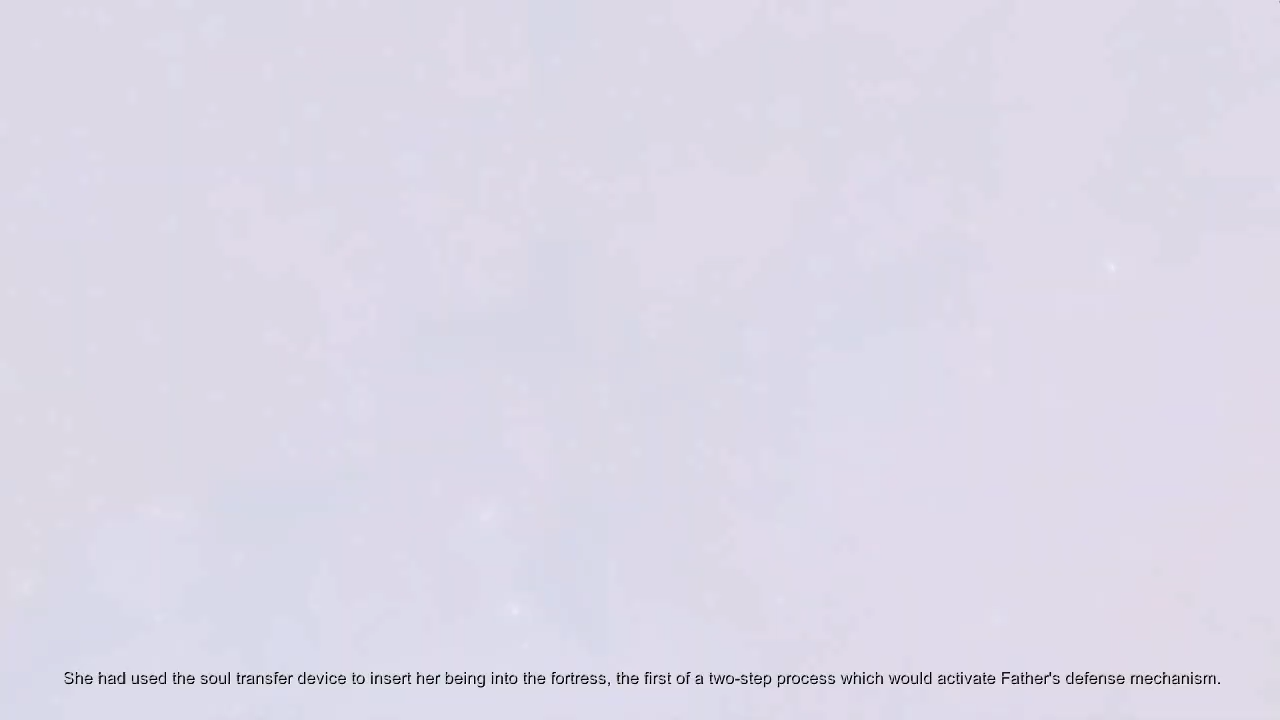 She had used the soul transfer device to insert her being into the fortress, the first of a two-step process which would activate Father's defense mechanism.